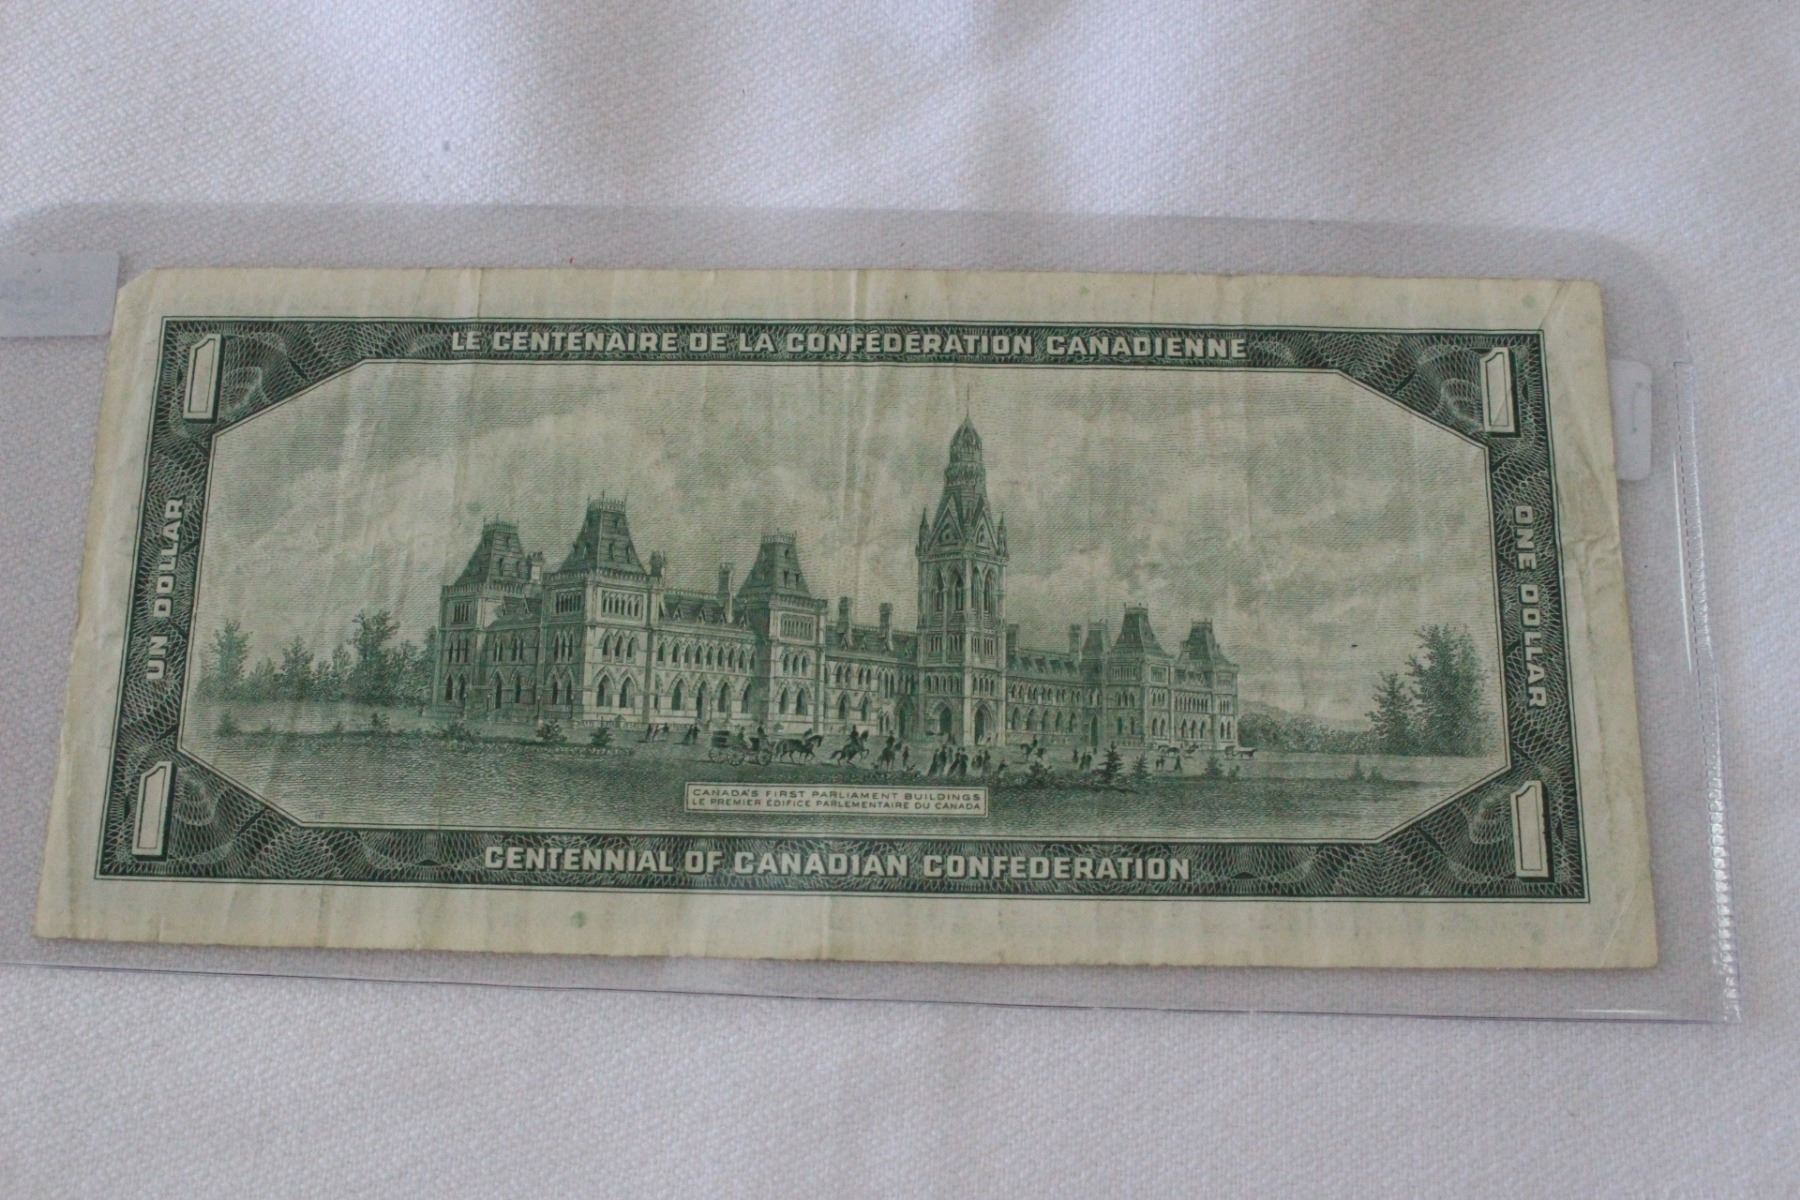 LE CENTENAIRE DE LA CONFÉDÉRATION CANADIENNE
1
1
UN DOLLAR
ONE DOLLAR
CANADA'S FIRST PARLIAMENT BUILDINGS
LE PREMIER ÉDIFICE PARLEMENTAIRE DU CANADA
1
1
CENTENNIAL OF CANADIAN CONFEDERATION